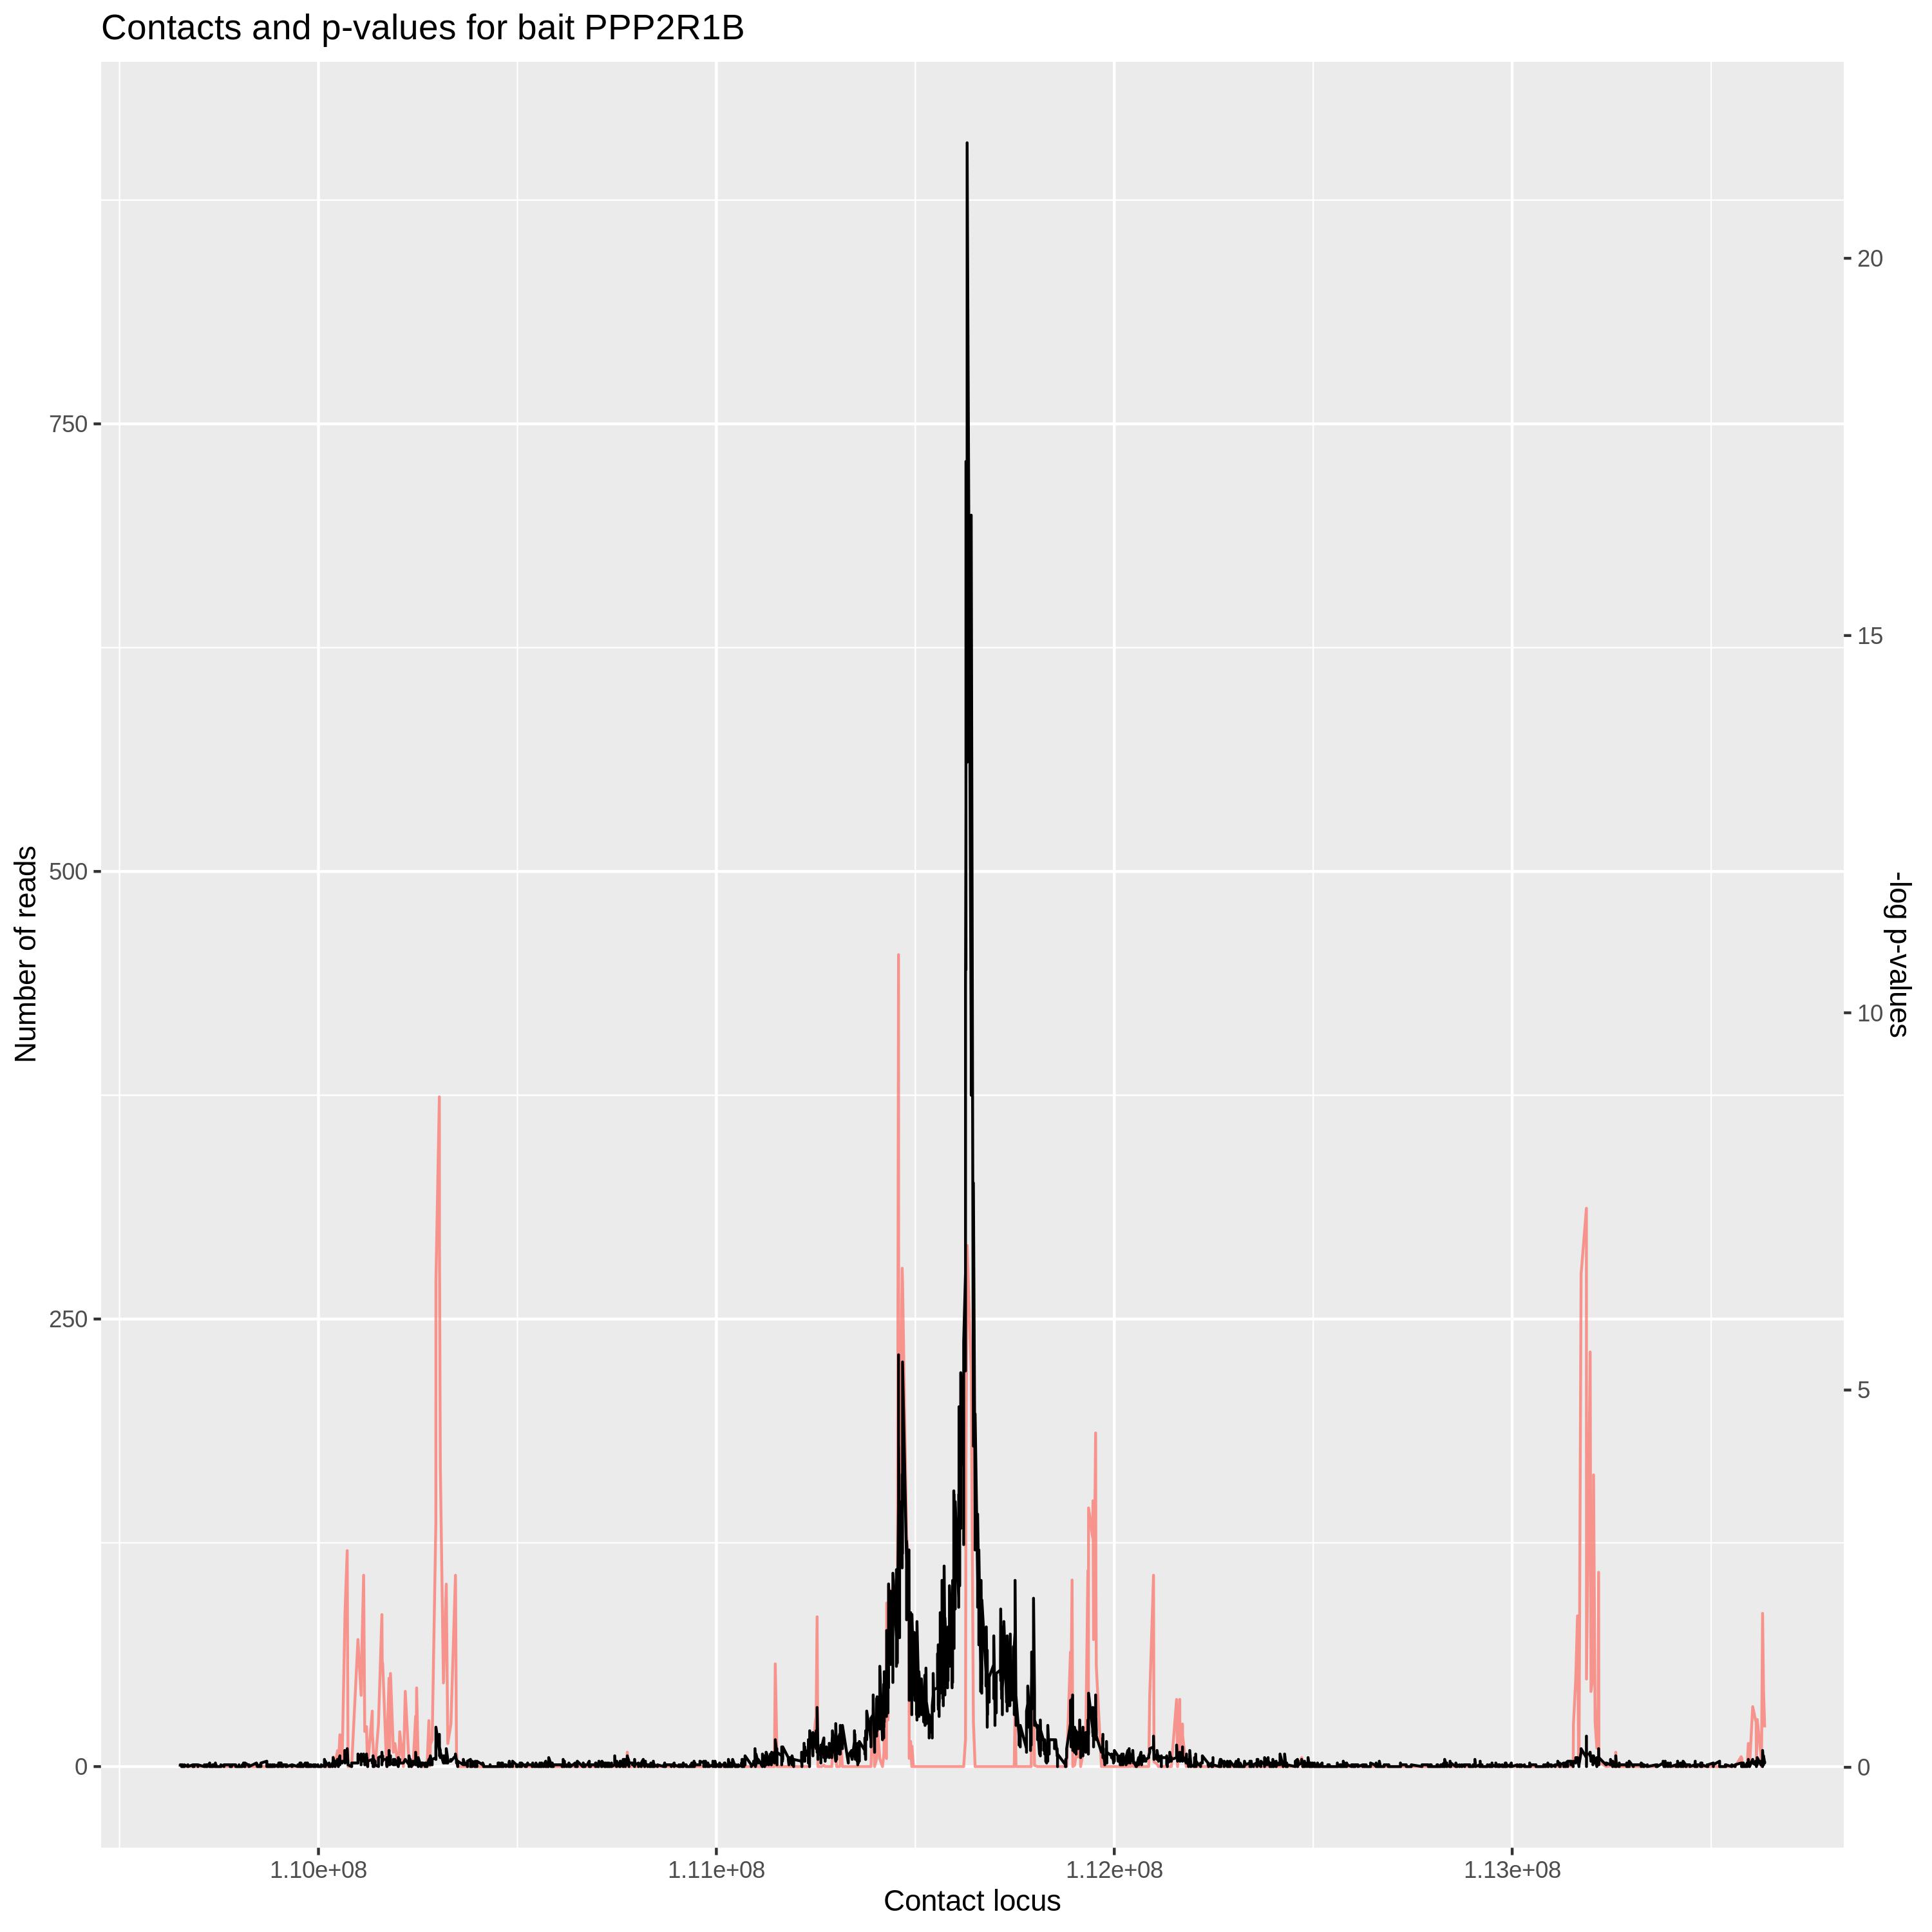 Contacts and p-values for bait PPP2R1B
750
500
250
0
20
15
10
5
0
Number of reads
-log p-values
1.10e+08
1.11e+08
1.12e+08
1.13e+08
Contact locus